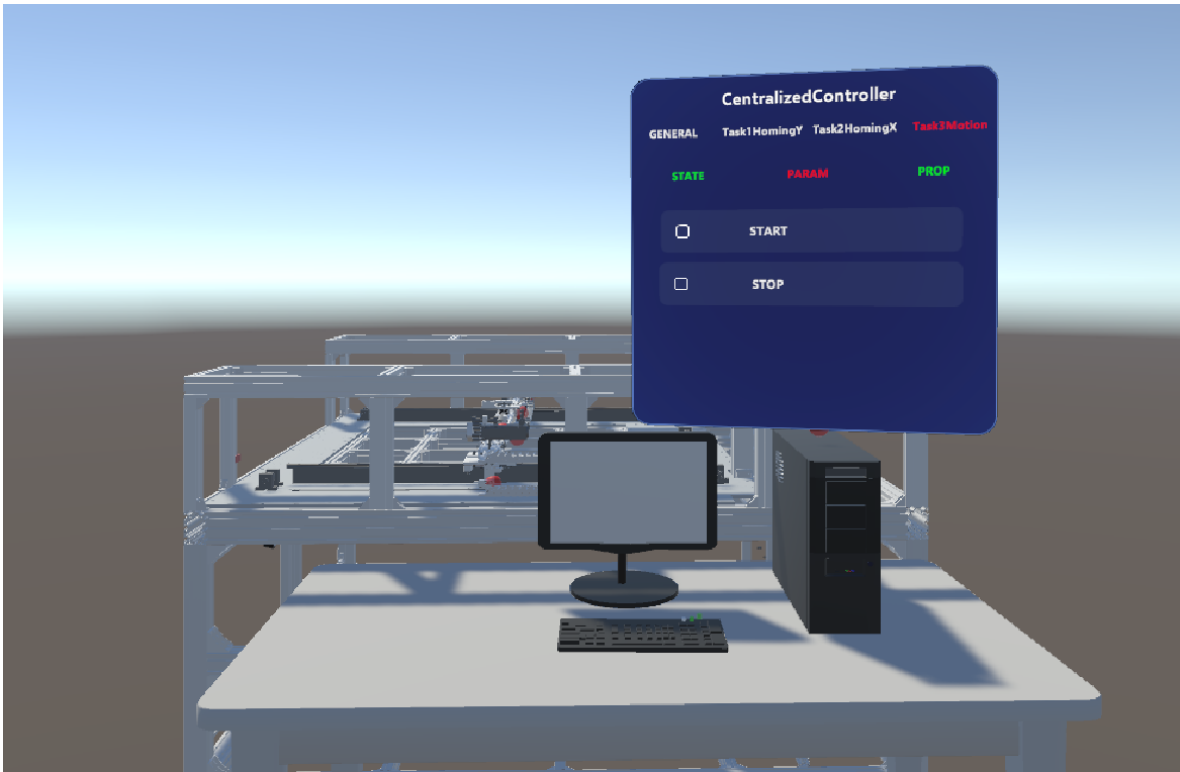 CentralizedController
GENERAL Task1HomingY Task2HomingX Task3Motion
STATE PARAM PROP
START
STOP